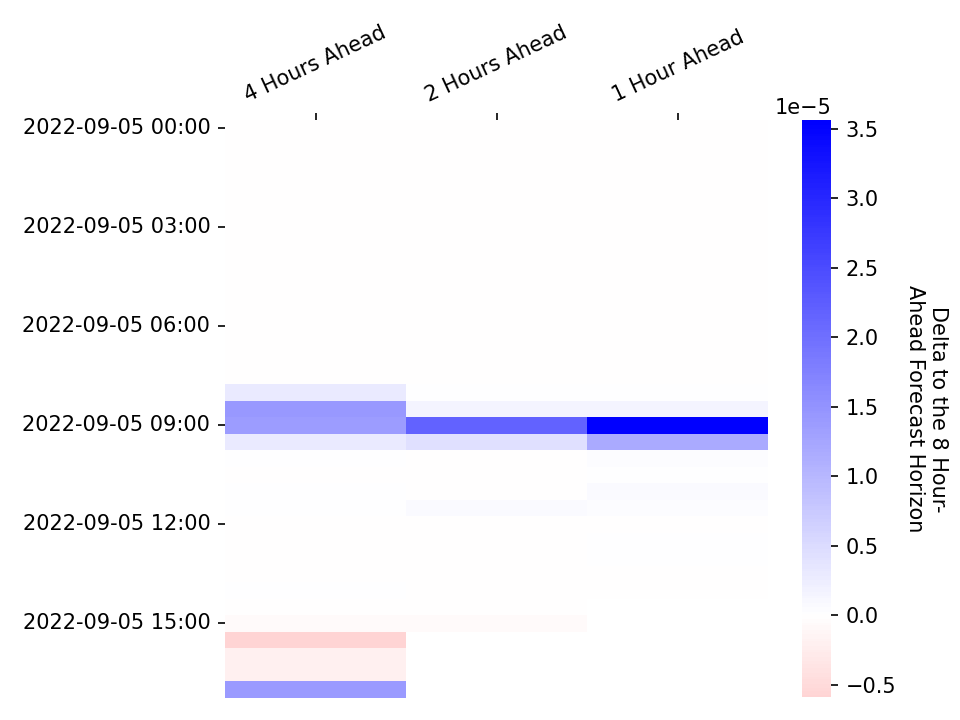 4 Hours Ahead
2 Hours Ahead
1 Hour Ahead
1e−5
2022-09-05 00:00
2022-09-05 03:00
2022-09-05 06:00
2022-09-05 09:00
2022-09-05 12:00
2022-09-05 15:00
3.5
3.0
2.5
2.0
1.5
1.0
0.5
0.0
−0.5
Delta to the 8 Hour-
Ahead Forecast Horizon